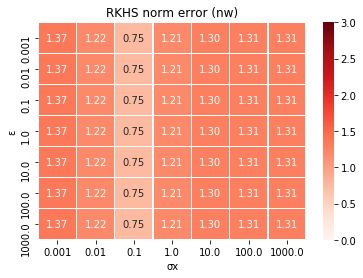 RKHS norm error (nw)
0.001 1.37 1.22 0.75 1.21 1.30 1.31 1.31
0.01 1.37 1.22 0.75 1.21 1.30 1.31 1.31
0.1 1.37 1.22 0.75 1.21 1.30 1.31 1.31
1.0 1.37 1.22 0.75 1.21 1.30 1.31 1.31
10.0 1.37 1.22 0.75 1.21 1.30 1.31 1.31
100.0 1.37 1.22 0.75 1.21 1.30 1.31 1.31
1000.0 1.37 1.22 0.75 1.21 1.30 1.31 1.31
0.001 0.01 0.1 1.0 10.0 100.0 1000.0
σx
ε
3.0
2.5
2.0
1.5
1.0
0.5
0.0